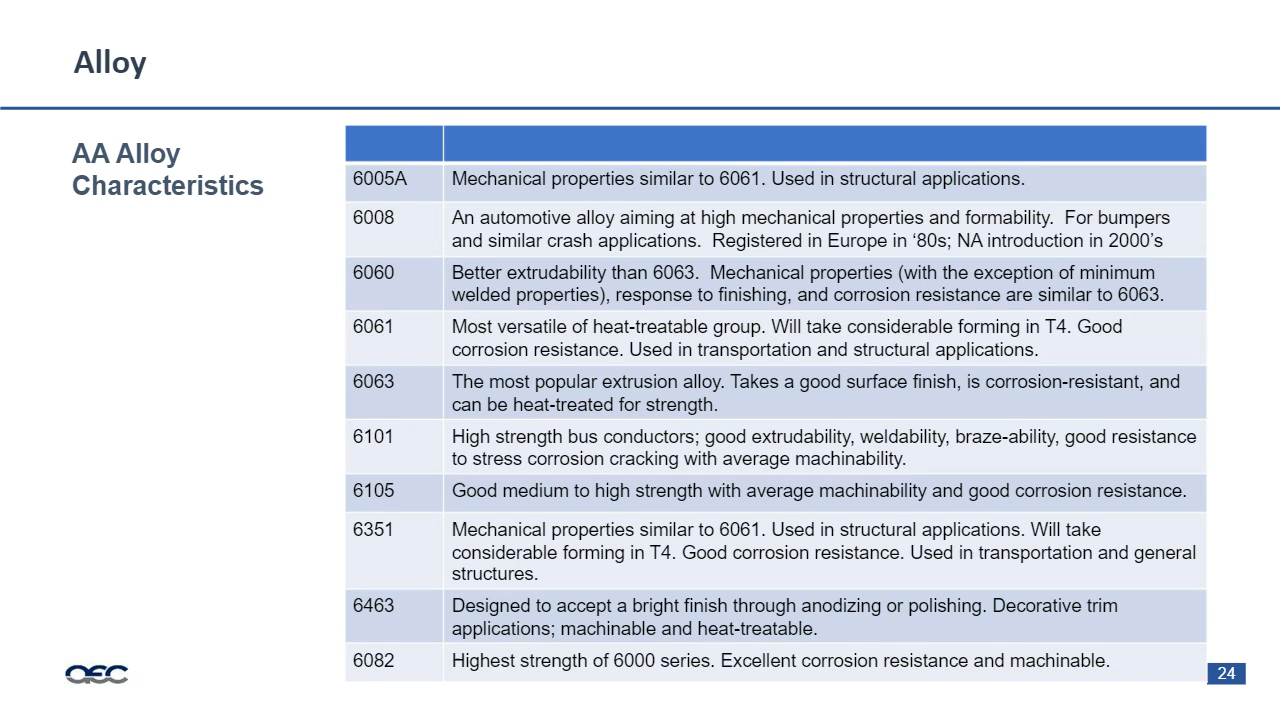 Alloy
AA Alloy
Characteristics
6005A Mechanical properties similar to 6061. Used in structural applications.
6008 An automotive alloy aiming at high mechanical properties and formability.  For bumpers
and similar crash applications.  Registered in Europe in ‘80s; NA introduction in 2000’s
6060 Better extrudability than 6063.  Mechanical properties (with the exception of minimum
welded properties), response to finishing, and corrosion resistance are similar to 6063.
6061 Most versatile of heat-treatable group. Will take considerable forming in T4. Good
corrosion resistance. Used in transportation and structural applications.
6063 The most popular extrusion alloy. Takes a good surface finish, is corrosion-resistant, and
can be heat-treated for strength.
6101 High strength bus conductors; good extrudability, weldability, braze-ability, good resistance
to stress corrosion cracking with average machinability.
6105 Good medium to high strength with average machinability and good corrosion resistance.
6351 Mechanical properties similar to 6061. Used in structural applications. Will take
considerable forming in T4. Good corrosion resistance. Used in transportation and general
structures.
6463 Designed to accept a bright finish through anodizing or polishing. Decorative trim
applications; machinable and heat-treatable.
6082 Highest strength of 6000 series. Excellent corrosion resistance and machinable.
AEC
24